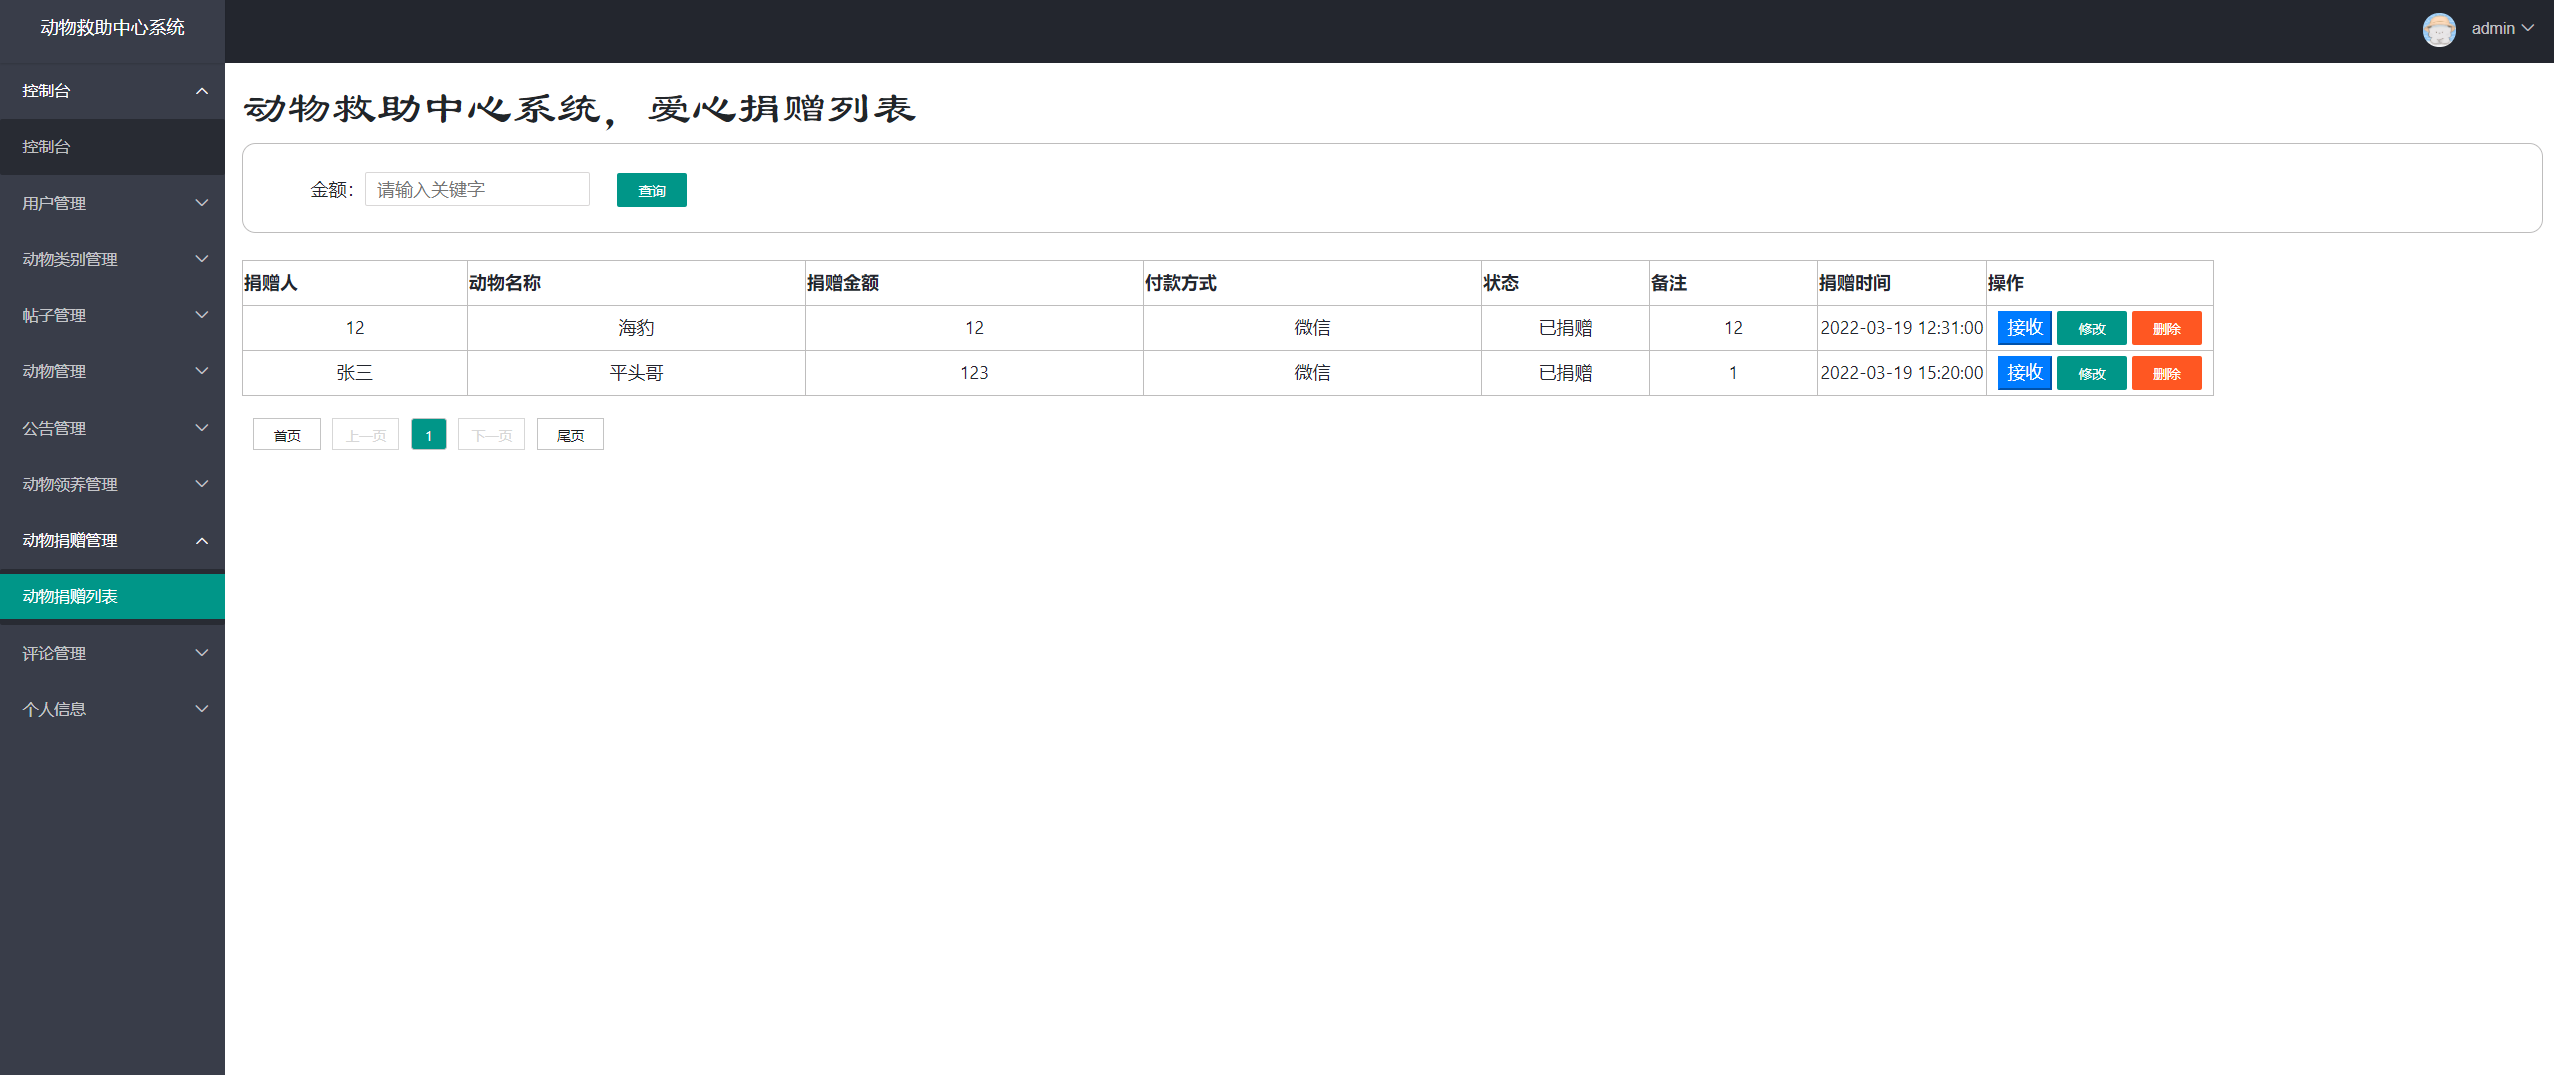 动物救助中心系统
admin
控制台
控制台
用户管理
动物类别管理
帖子管理
动物管理
公告管理
动物领养管理
动物捐赠管理
动物捐赠列表
评论管理
个人信息
动物救助中心系统，爱心捐赠列表
金额： 请输入关键字 查询
捐赠人 动物名称 捐赠金额 付款方式 状态 备注 捐赠时间 操作
12 海豹 12 微信 已捐赠 12 2022-03-19 12:31:00 接收 修改 删除
张三 平头哥 123 微信 已捐赠 1 2022-03-19 15:20:00 接收 修改 删除
首页 上一页 1 下一页 尾页